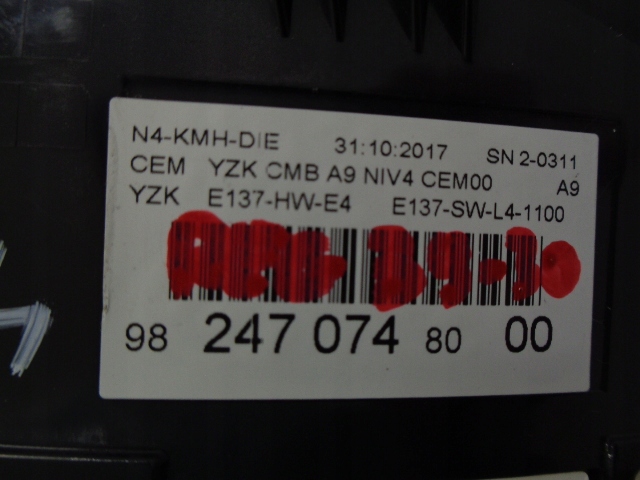 N4-KMH-DIE 31:10:2017 SN 2-0311
CEM YZK CMB A9 NIV4 CEM00 A9
YZK E137-HW-E4 E137-SW-L4-1100
98 247 074 80 00